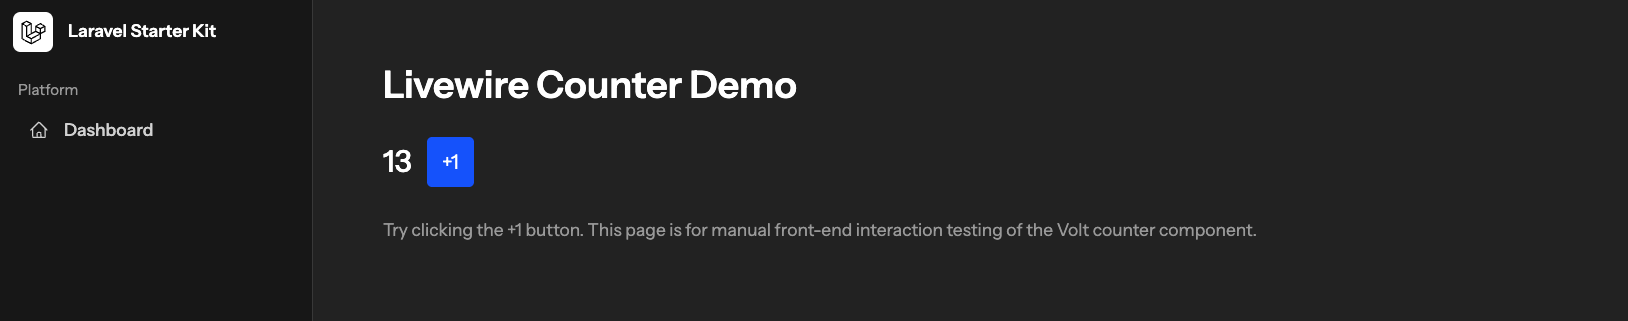 Laravel Starter Kit
Platform
Dashboard
Livewire Counter Demo
13 +1
Try clicking the +1 button. This page is for manual front-end interaction testing of the Volt counter component.